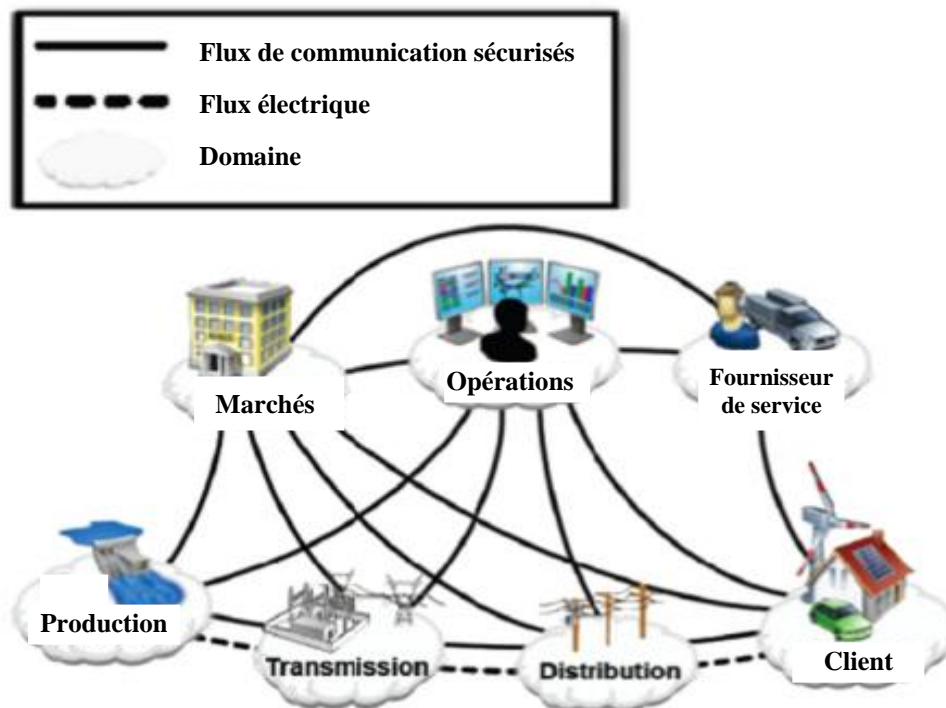 Flux de communication sécurisés
Flux électrique
Domaine
Marchés
Opérations
Fournisseur
de service
Production
Transmission
Distribution
Client